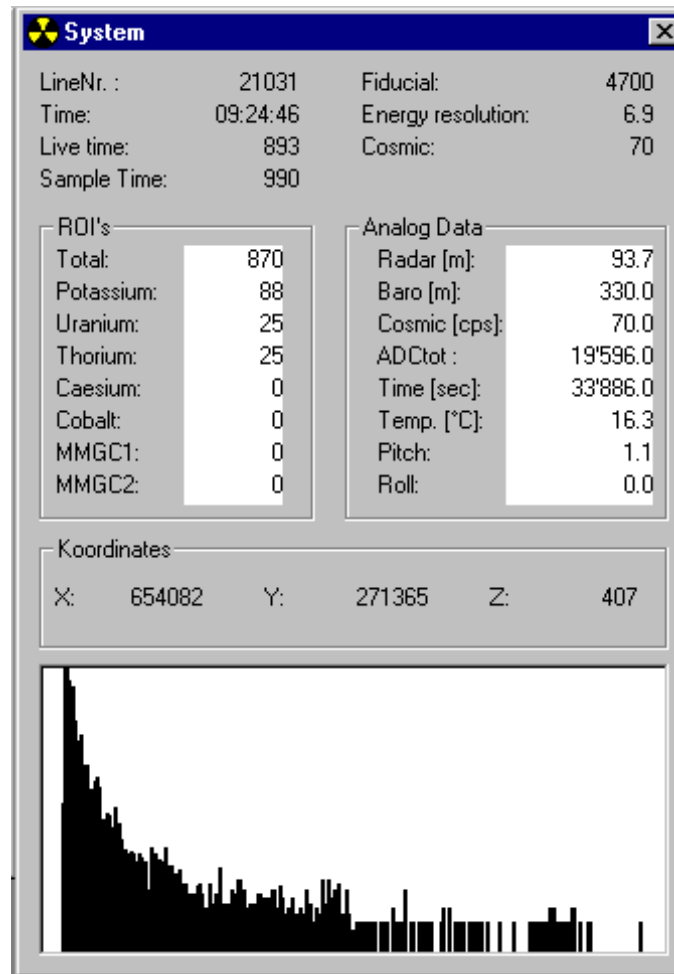 System
LineNr. : 21031 Fiducial: 4700
Time: 09:24:46 Energy resolution: 6.9
Live time: 893 Cosmic: 70
Sample Time: 990
ROI's
Total: 870
Potassium: 88
Uranium: 25
Thorium: 25
Caesium: 0
Cobalt: 0
MMGC1: 0
MMGC2: 0
Analog Data
Radar [m]: 93.7
Baro [m]: 330.0
Cosmic [cps]: 70.0
ADCtot : 19'596.0
Time [sec]: 33'886.0
Temp. [°C]: 16.3
Pitch: 1.1
Roll: 0.0
Koordinates
X: 654082 Y: 271365 Z: 407